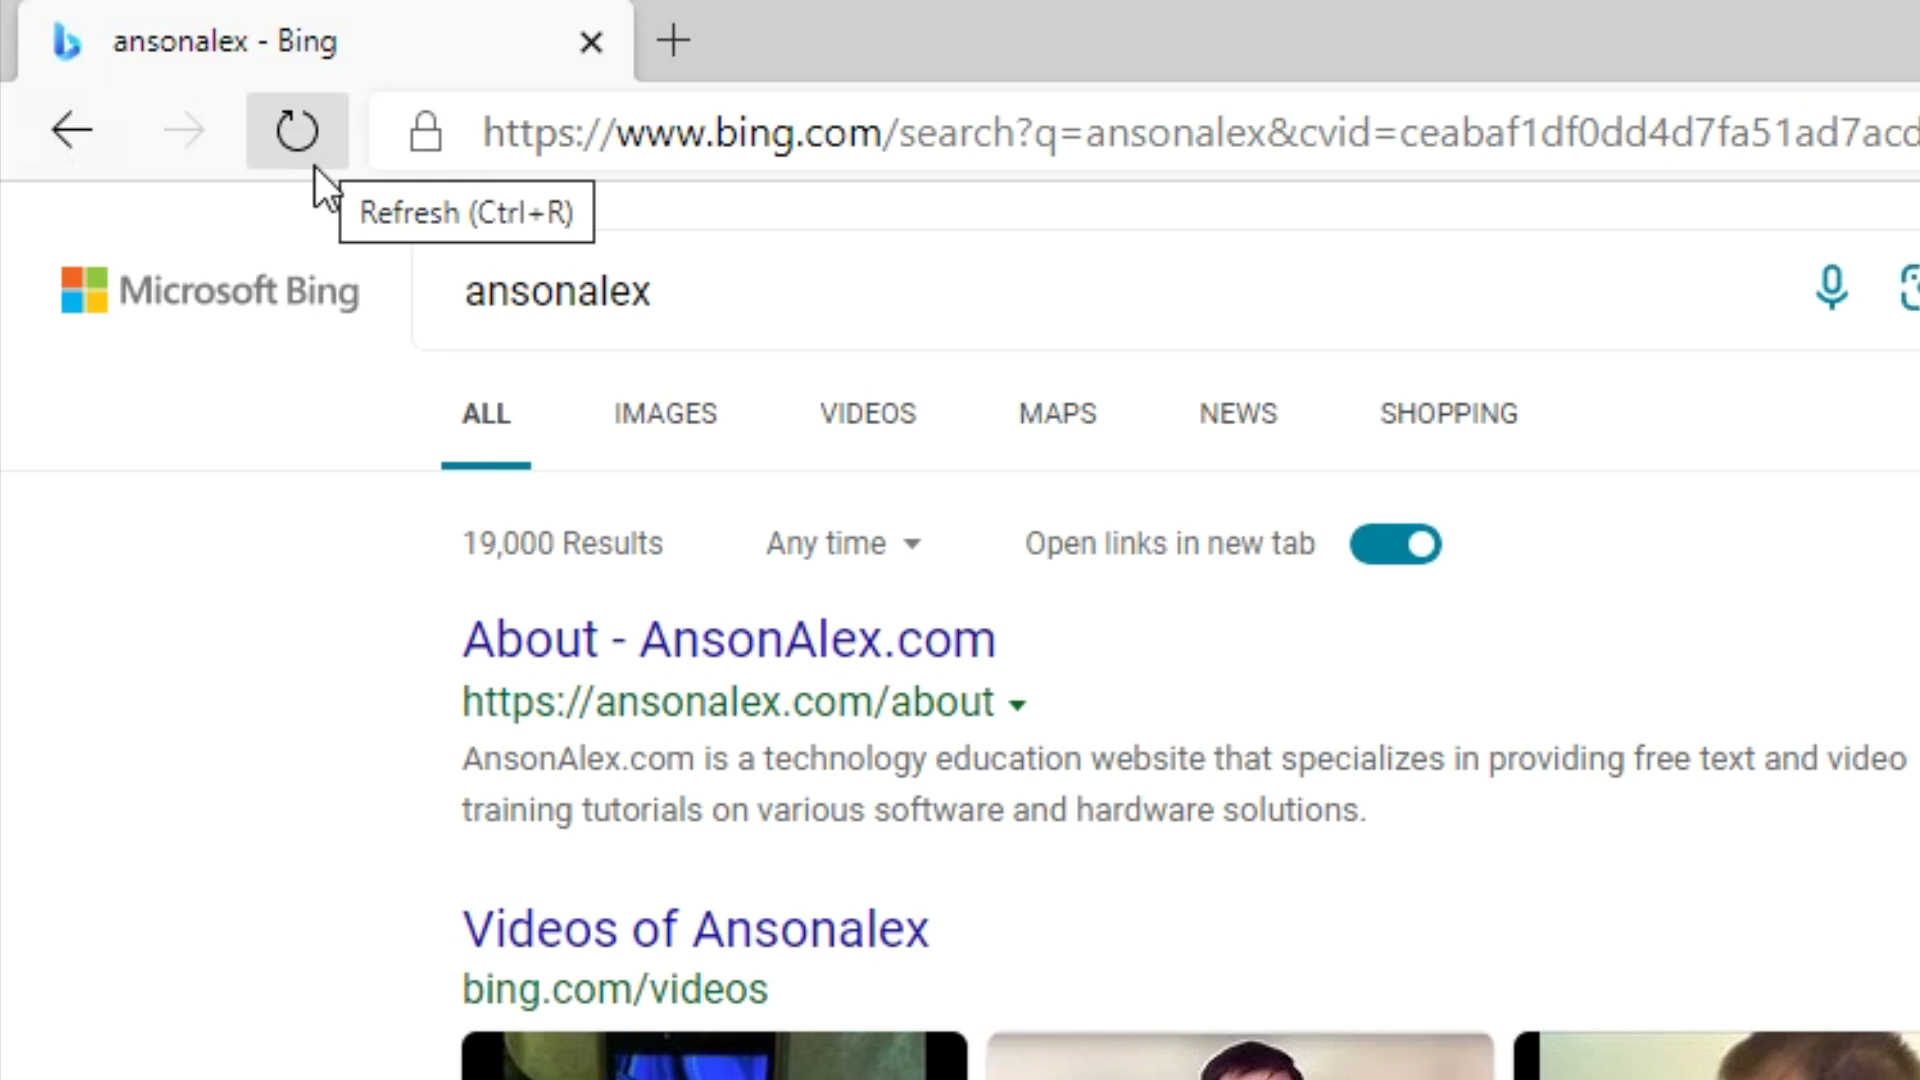 ansonalex - Bing
https://www.bing.com/search?q=ansonalex&cvid=ceabaf1df0dd4d7fa51ad7acd
Refresh (Ctrl+R)
Microsoft Bing
ansonalex
ALL IMAGES VIDEOS MAPS NEWS SHOPPING
19,000 Results Any time Open links in new tab
About - AnsonAlex.com
https://ansonalex.com/about
AnsonAlex.com is a technology education website that specializes in providing free text and video
training tutorials on various software and hardware solutions.
Videos of Ansonalex
bing.com/videos